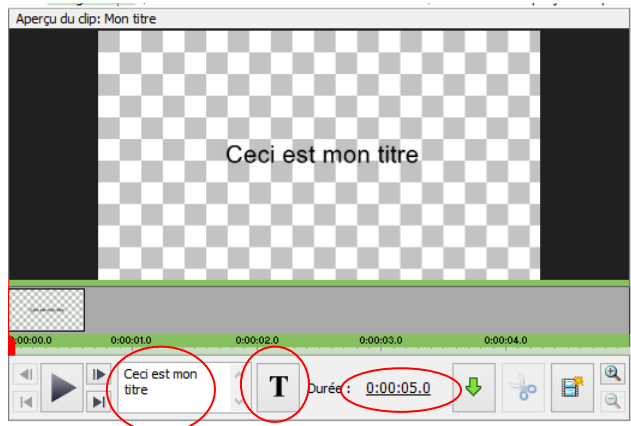 Aperçu du clip: Mon titre
Ceci est mon titre
0:00:00.0 0:00:01.0 0:00:02.0 0:00:03.0 0:00:04.0
Ceci est mon
titre
T
Durée : 0:00:05.0